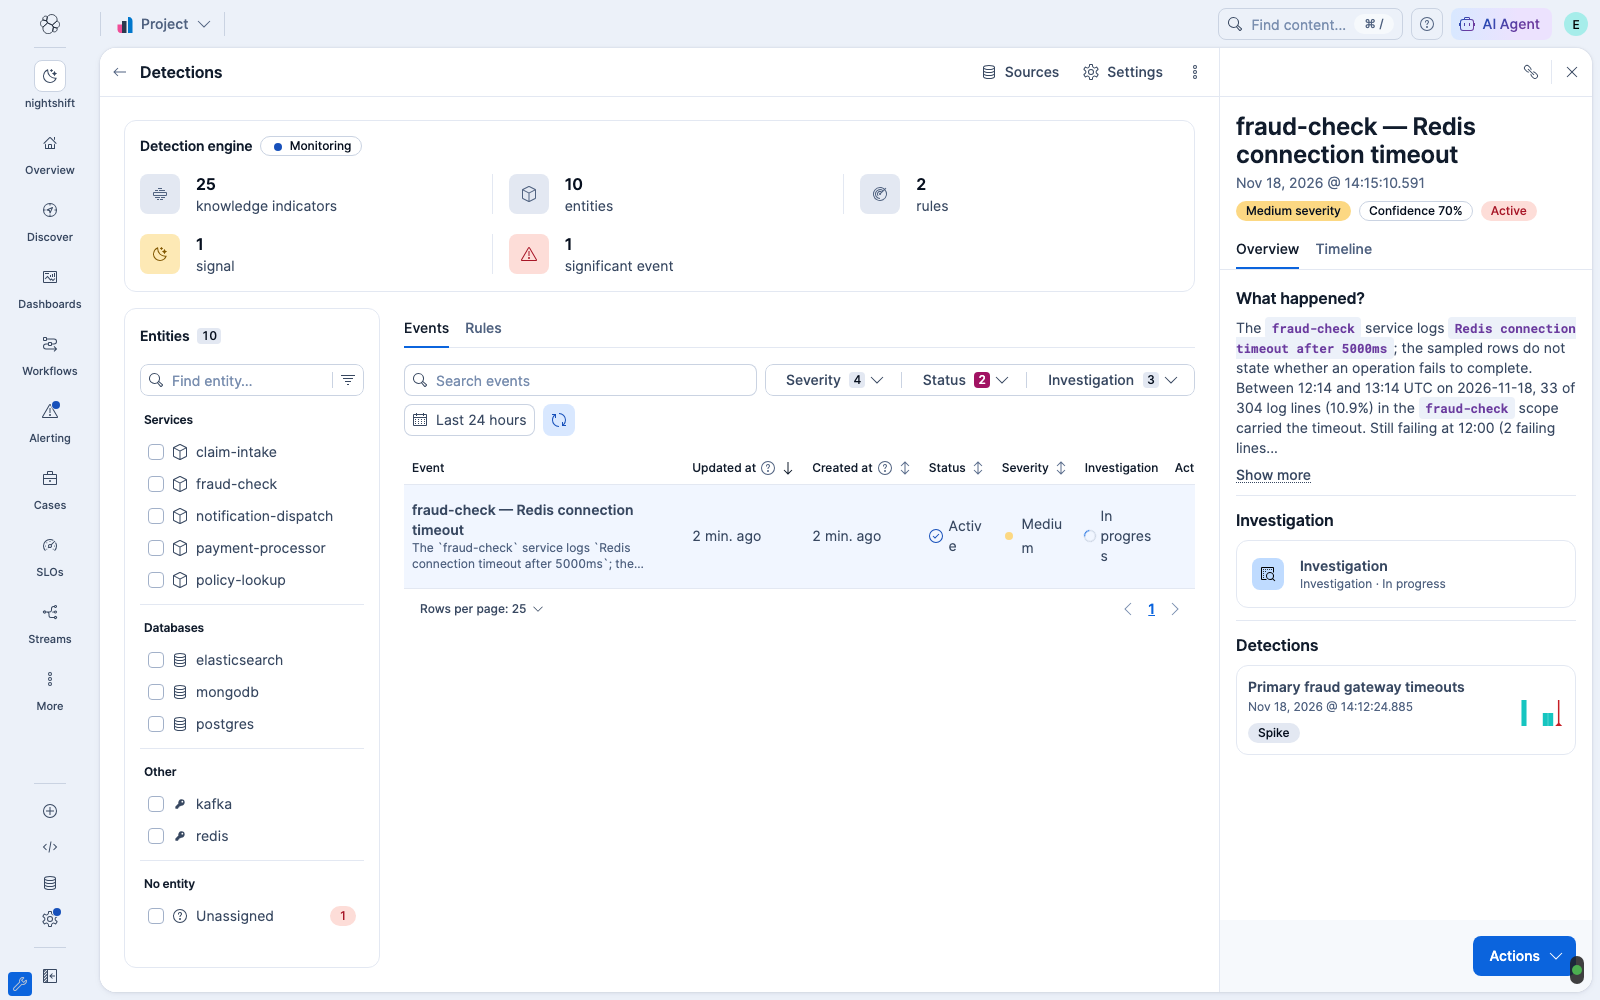 Project
Find content...
⌘ /
AI Agent
E
nightshift
Overview
Discover
Dashboards
Workflows
Alerting
Cases
SLOs
Streams
More
Detections
Sources
Settings
Detection engine
Monitoring
25
knowledge indicators
10
entities
2
rules
1
signal
1
significant event
Entities
10
Find entity...
Services
claim-intake
fraud-check
notification-dispatch
payment-processor
policy-lookup
Databases
elasticsearch
mongodb
postgres
Other
kafka
redis
No entity
Unassigned
1
Events
Rules
Search events
Severity 4
Status 2
Investigation 3
Last 24 hours
Event
Updated at
Created at
Status
Severity
Investigation
Act
fraud-check — Redis connection
timeout
The `fraud-check` service logs `Redis
connection timeout after 5000ms`; the...
2 min. ago
2 min. ago
Activ
e
Mediu
m
In
progres
s
Rows per page: 25
1
fraud-check — Redis
connection timeout
Nov 18, 2026 @ 14:15:10.591
Medium severity
Confidence 70%
Active
Overview
Timeline
What happened?
The fraud-check service logs Redis connection
timeout after 5000ms ; the sampled rows do not
state whether an operation fails to complete.
Between 12:14 and 13:14 UTC on 2026-11-18, 33 of
304 log lines (10.9%) in the fraud-check scope
carried the timeout. Still failing at 12:00 (2 failing
lines...
Show more
Investigation
Investigation
Investigation · In progress
Detections
Primary fraud gateway timeouts
Nov 18, 2026 @ 14:12:24.885
Spike
Actions